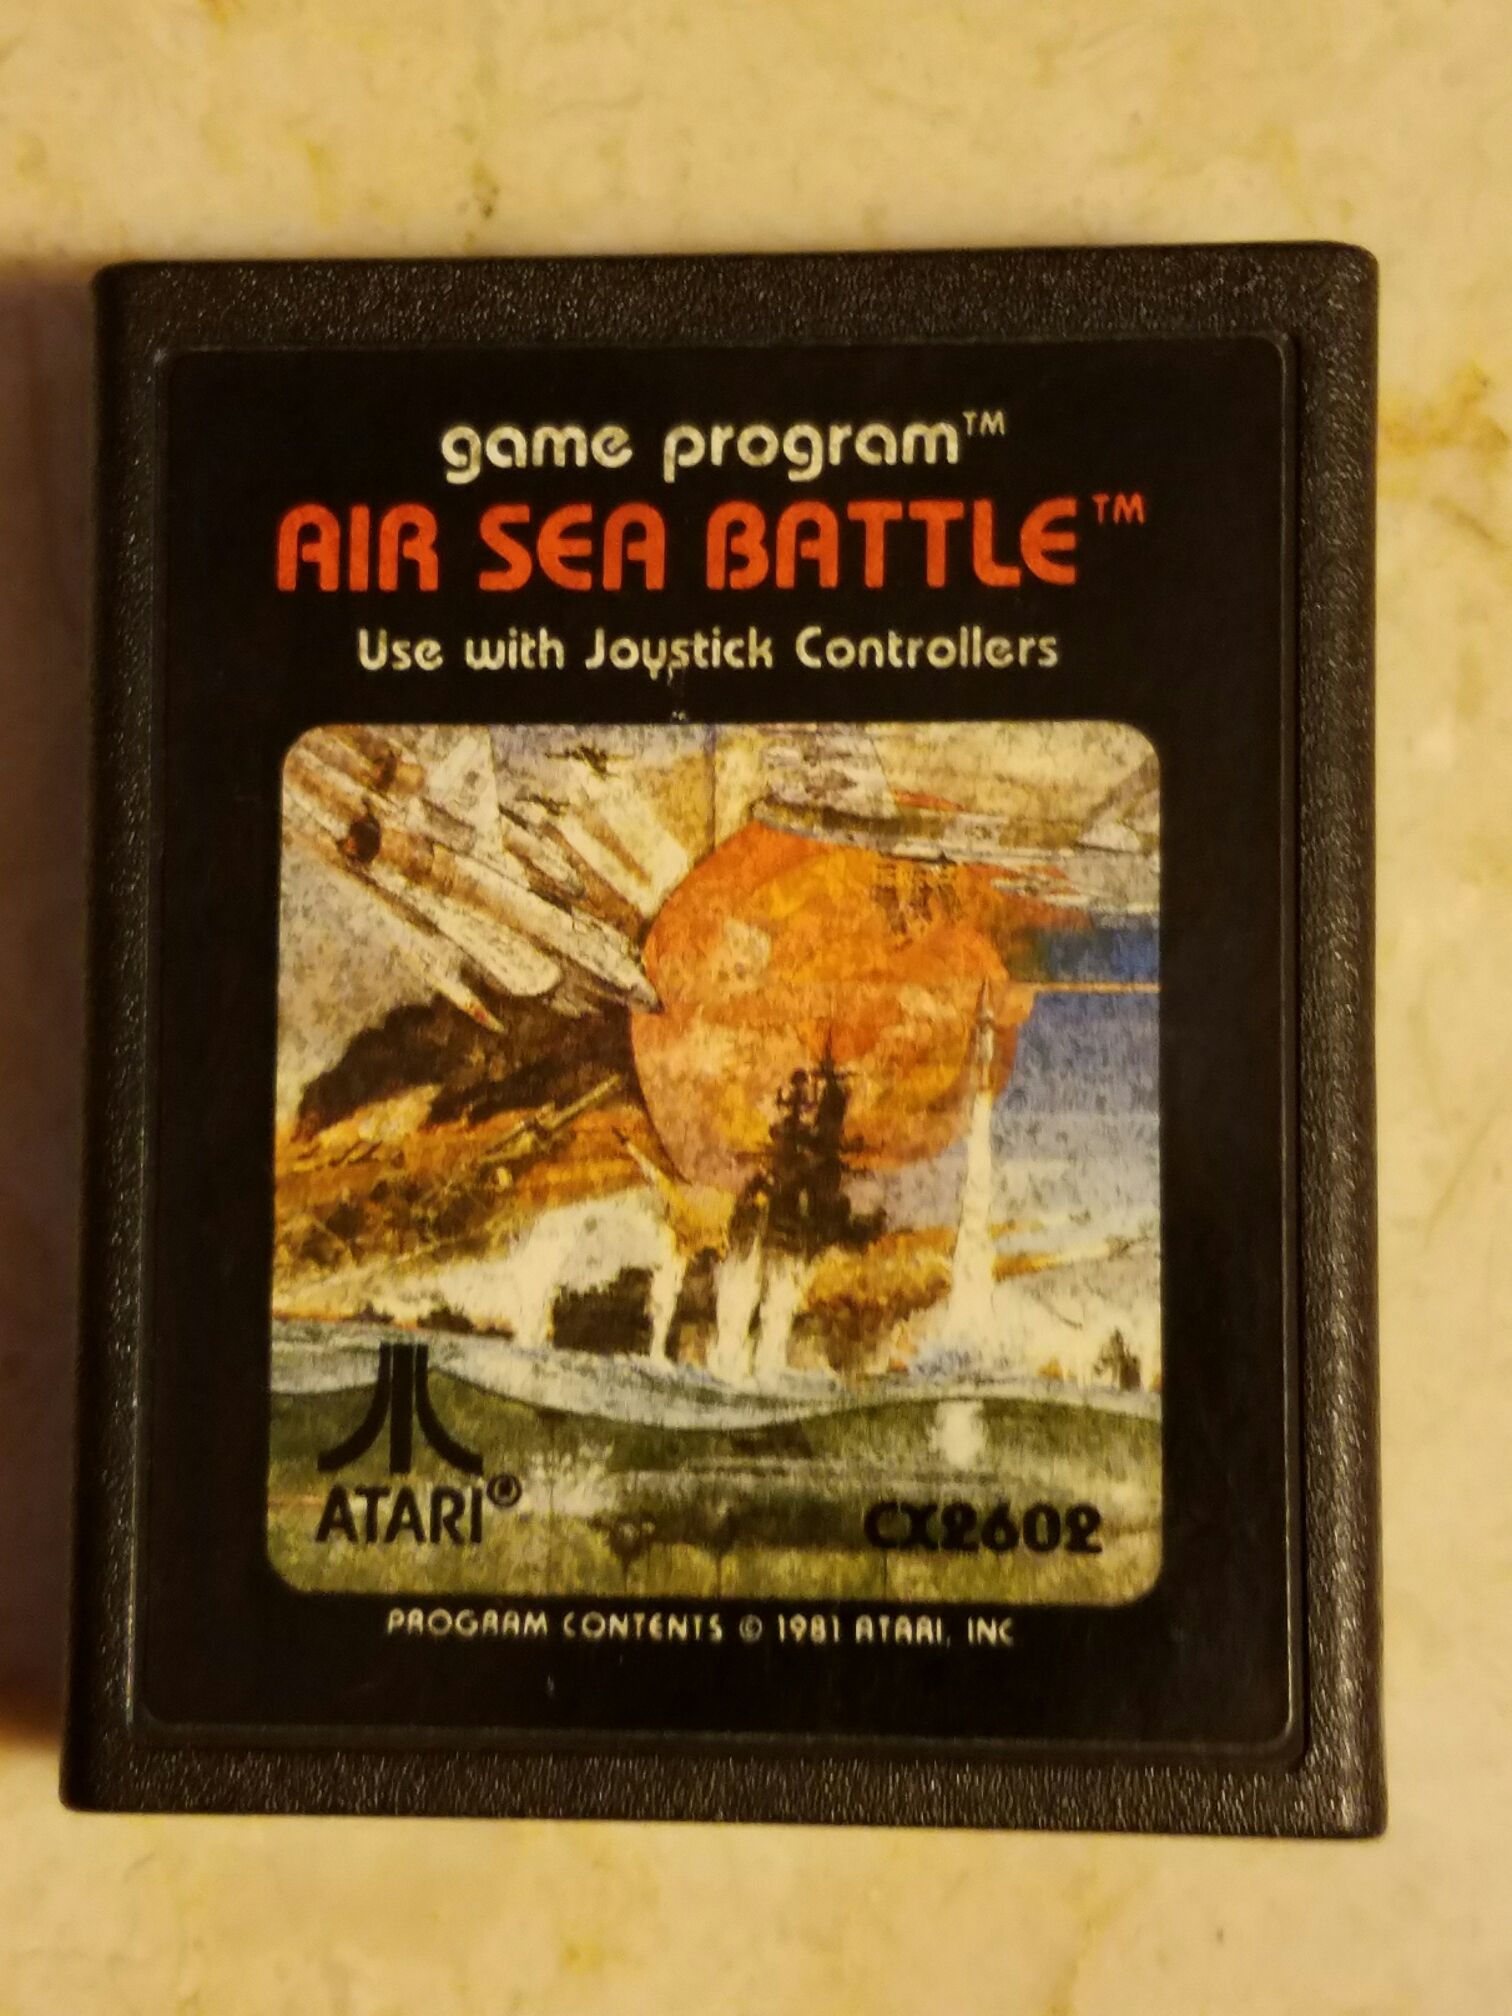 game program™
AIR SEA BATTLE™
Use with Joystick Controllers
ATARI®
CX2602
PROGRAM CONTENTS © 1981 ATARI, INC